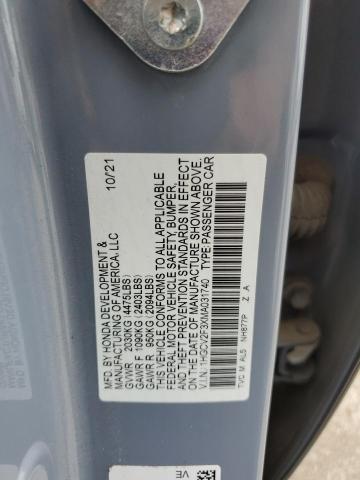 MFD. BY HONDA DEVELOPMENT & 10/21
MANUFACTURING OF AMERICA, LLC
GVWR 2030KG (4475LBS)
GAWR F 1090KG (2403LBS)
GAWR R 950KG (2094LBS)
THIS VEHICLE CONFORMS TO ALL APPLICABLE
FEDERAL MOTOR VEHICLE SAFETY, BUMPER,
AND THEFT PREVENTION STANDARDS IN EFFECT
ON THE DATE OF MANUFACTURE SHOWN ABOVE.
V.I.N.: 1HGCV2F3XMA031740 TYPE: PASSENGER CAR
TVC M AL5 NH877P Z A
VE